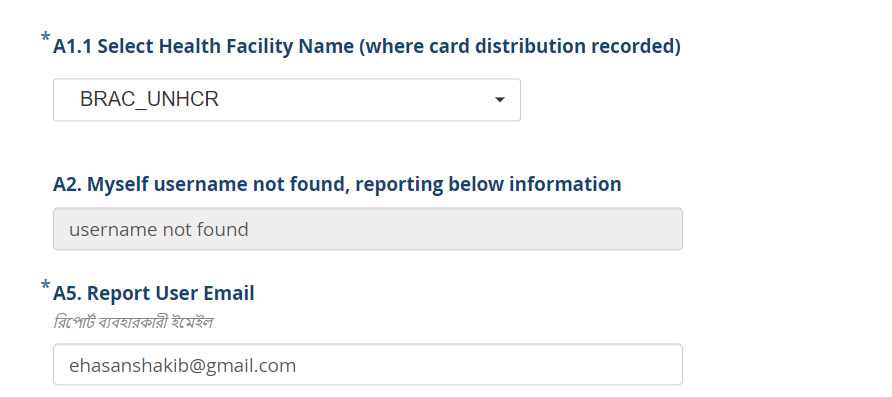 * A1.1 Select Health Facility Name (where card distribution recorded)
BRAC_UNHCR
A2. Myself username not found, reporting below information
username not found
* A5. Report User Email
রিপোর্ট ব্যবহারকারী ইমেইল
ehasanshakib@gmail.com